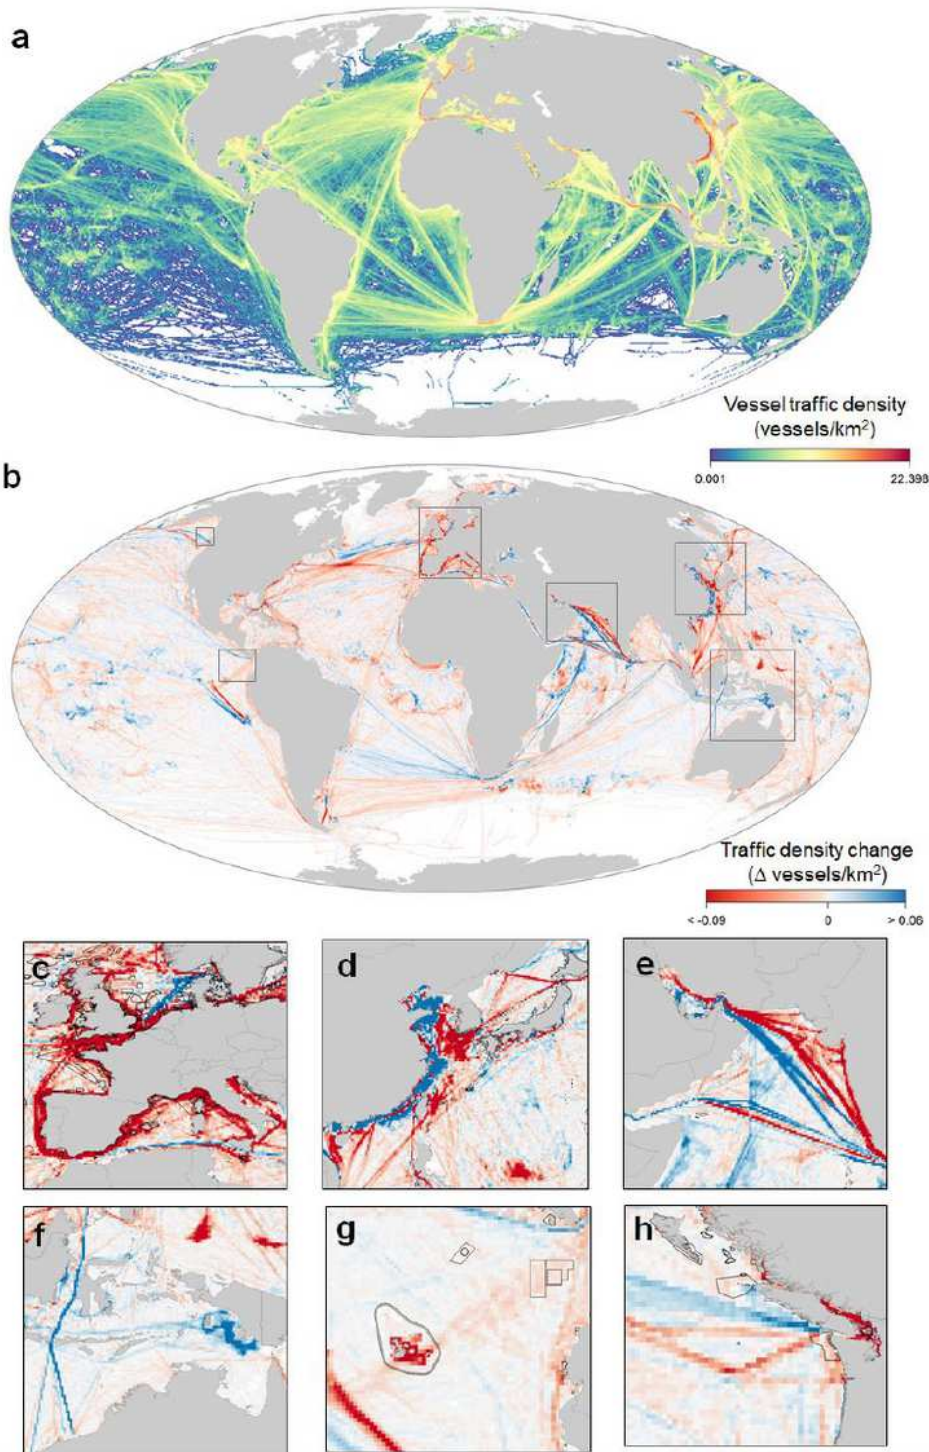 a
Vessel traffic density
(vessels/km²)
0.001 22.398
b
Traffic density change
(Δ vessels/km²)
< -0.09 0 > 0.06
c d e
f g h